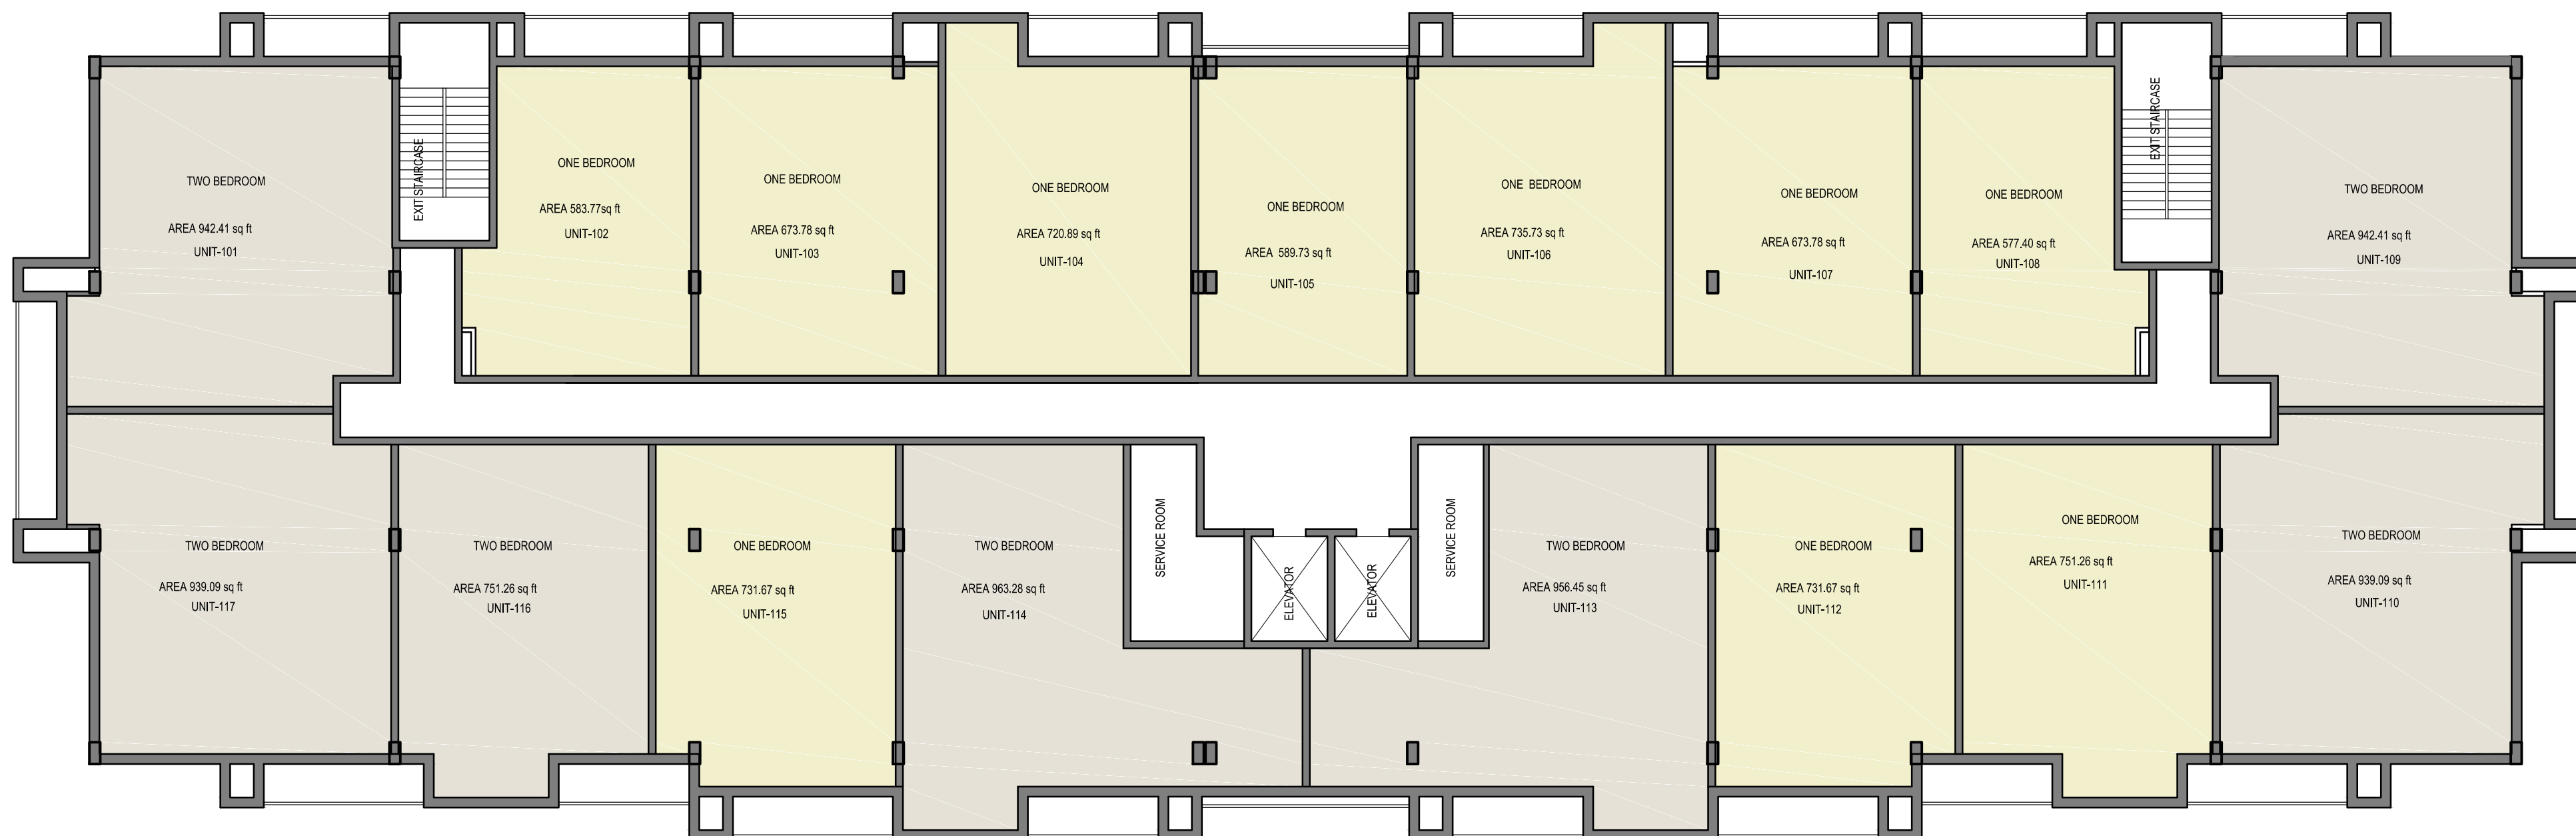 TWO BEDROOM
AREA 942.41 sq ft
UNIT-101
EXIT STAIRCASE
ONE BEDROOM
AREA 583.77sq ft
UNIT-102
ONE BEDROOM
AREA 673.78 sq ft
UNIT-103
ONE BEDROOM
AREA 720.89 sq ft
UNIT-104
ONE BEDROOM
AREA  589.73 sq ft
UNIT-105
ONE  BEDROOM
AREA 735.73 sq ft
UNIT-106
ONE BEDROOM
AREA 673.78 sq ft
UNIT-107
ONE BEDROOM
AREA 577.40 sq ft
UNIT-108
EXIT STAIRCASE
TWO BEDROOM
AREA 942.41 sq ft
UNIT-109
TWO BEDROOM
AREA 939.09 sq ft
UNIT-117
TWO BEDROOM
AREA 751.26 sq ft
UNIT-116
ONE BEDROOM
AREA 731.67 sq ft
UNIT-115
TWO BEDROOM
AREA 963.28 sq ft
UNIT-114
SERVICE ROOM
ELEVATOR
ELEVATOR
SERVICE ROOM
TWO BEDROOM
AREA 956.45 sq ft
UNIT-113
ONE BEDROOM
AREA 731.67 sq ft
UNIT-112
ONE BEDROOM
AREA 751.26 sq ft
UNIT-111
TWO BEDROOM
AREA 939.09 sq ft
UNIT-110